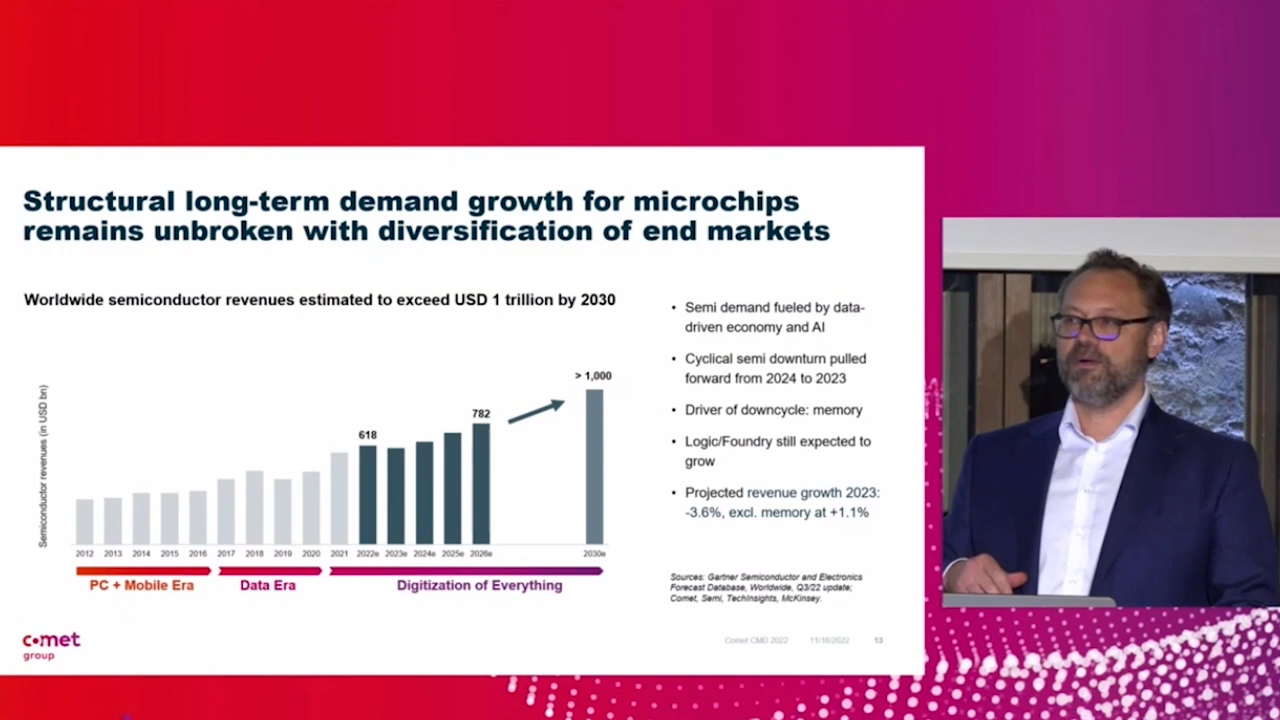 Structural long-term demand growth for microchips
remains unbroken with diversification of end markets
Worldwide semiconductor revenues estimated to exceed USD 1 trillion by 2030
Semiconductor revenues (in USD bn)
618
782
> 1,000
2012 2013 2014 2015 2016 2017 2018 2019 2020 2021 2022e 2023e 2024e 2025e 2026e 2030e
PC + Mobile Era Data Era Digitization of Everything
• Semi demand fueled by data-
driven economy and AI
• Cyclical semi downturn pulled
forward from 2024 to 2023
• Driver of downcycle: memory
• Logic/Foundry still expected to
grow
• Projected revenue growth 2023:
-3.6%, excl. memory at +1.1%
Sources: Gartner Semiconductor and Electronics
Forecast Database, Worldwide, Q3/22 update;
Comet, Semi, TechInsights, McKinsey.
comet
group
Comet CMD 2022 11/16/2022 13